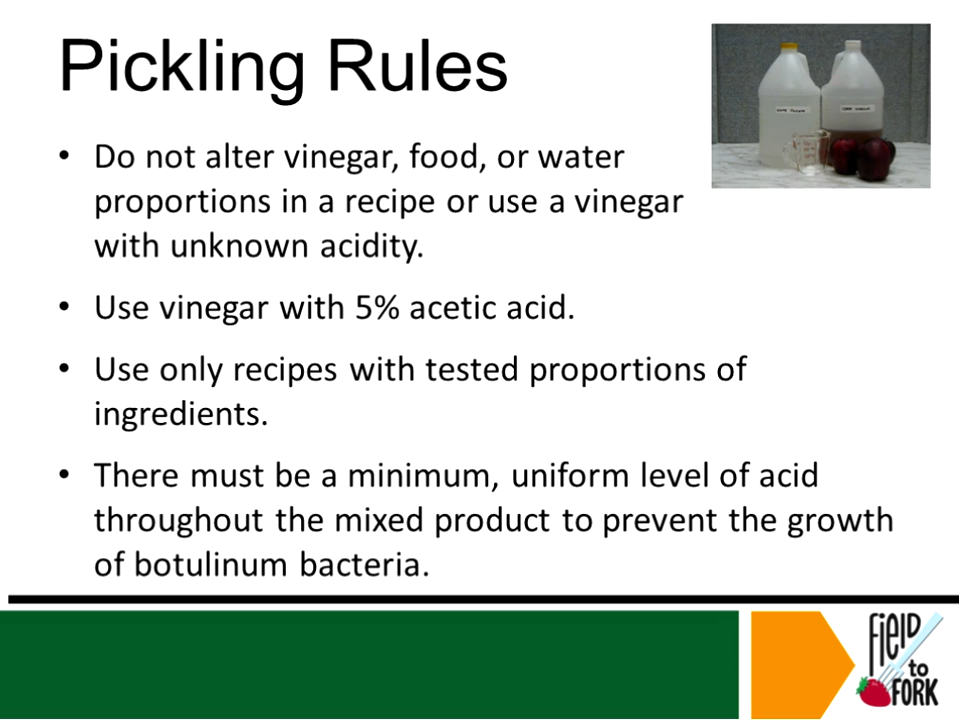 Pickling Rules
• Do not alter vinegar, food, or water
proportions in a recipe or use a vinegar
with unknown acidity.
• Use vinegar with 5% acetic acid.
• Use only recipes with tested proportions of
ingredients.
• There must be a minimum, uniform level of acid
throughout the mixed product to prevent the growth
of botulinum bacteria.
FIELD
to
FORK